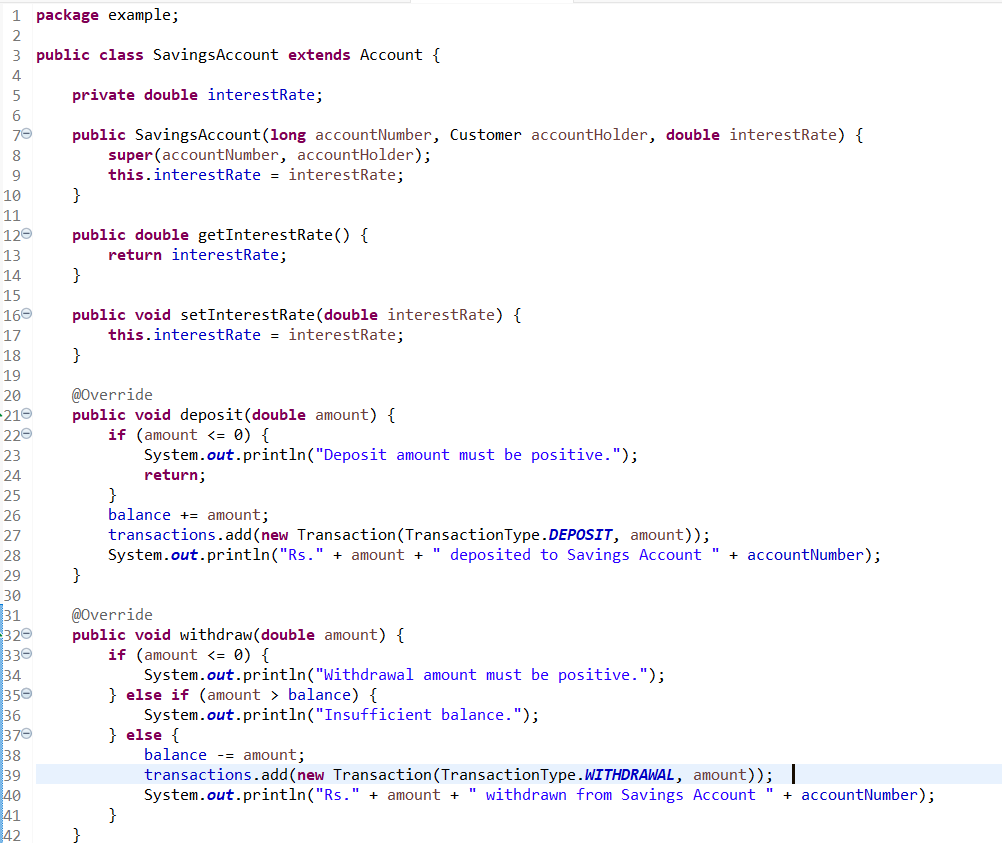 1 package example;
2
3 public class SavingsAccount extends Account {
4
5     private double interestRate;
6
7     public SavingsAccount(long accountNumber, Customer accountHolder, double interestRate) {
8         super(accountNumber, accountHolder);
9         this.interestRate = interestRate;
10     }
11
12     public double getInterestRate() {
13         return interestRate;
14     }
15
16     public void setInterestRate(double interestRate) {
17         this.interestRate = interestRate;
18     }
19
20     @Override
21     public void deposit(double amount) {
22         if (amount <= 0) {
23             System.out.println("Deposit amount must be positive.");
24             return;
25         }
26         balance += amount;
27         transactions.add(new Transaction(TransactionType.DEPOSIT, amount));
28         System.out.println("Rs." + amount + " deposited to Savings Account " + accountNumber);
29     }
30
31     @Override
32     public void withdraw(double amount) {
33         if (amount <= 0) {
34             System.out.println("Withdrawal amount must be positive.");
35         } else if (amount > balance) {
36             System.out.println("Insufficient balance.");
37         } else {
38             balance -= amount;
39             transactions.add(new Transaction(TransactionType.WITHDRAWAL, amount));
40             System.out.println("Rs." + amount + " withdrawn from Savings Account " + accountNumber);
41         }
42     }